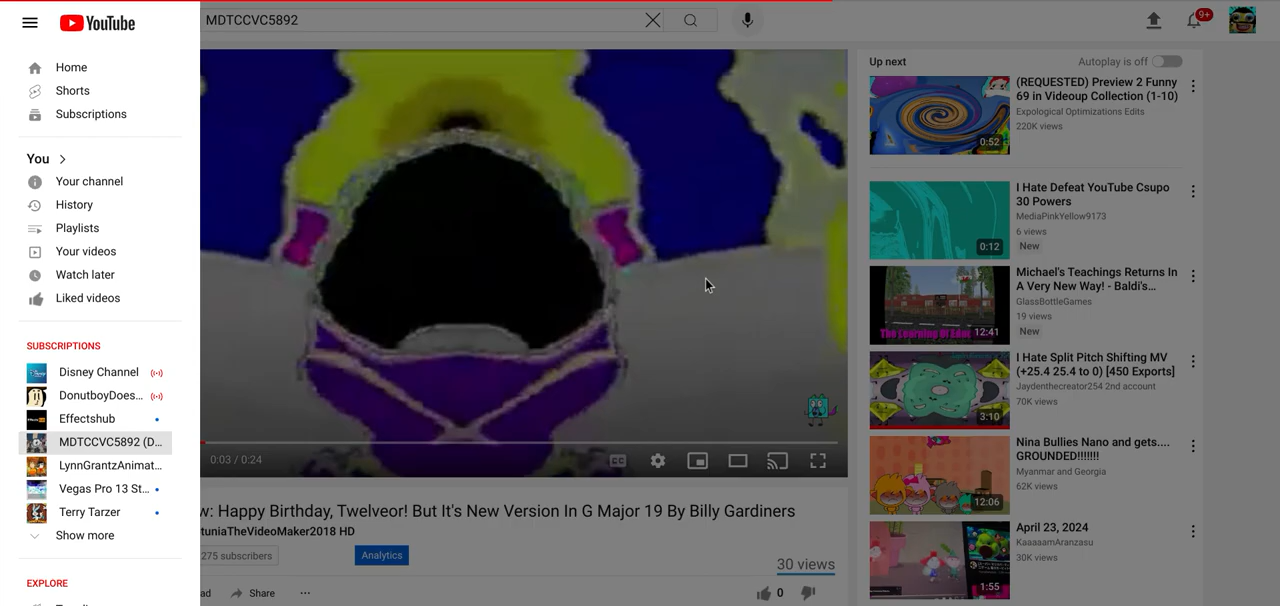 YouTube
MDTCCVC5892
9+
Home
Shorts
Subscriptions
You
Your channel
History
Playlists
Your videos
Watch later
Liked videos
SUBSCRIPTIONS
Disney Channel
DonutboyDoes...
Effectshub
MDTCCVC5892 (D...
LynnGrantzAnimat...
Vegas Pro 13 St...
Terry Tarzer
Show more
EXPLORE
0:03 / 0:24
CC
w: Happy Birthday, Twelveor! But It's New Version In G Major 19 By Billy Gardiners
tuniaTheVideoMaker2018 HD
275 subscribers
Analytics
30 views
ad
Share
0
Up next
Autoplay is off
(REQUESTED) Preview 2 Funny
69 in Videoup Collection (1-10)
Expological Optimizations Edits
220K views
0:52
I Hate Defeat YouTube Csupo
30 Powers
MediaPinkYellow9173
6 views
New
0:12
Michael's Teachings Returns In
A Very New Way! - Baldi's...
GlassBottleGames
19 views
New
12:41
I Hate Split Pitch Shifting MV
(+25.4 25.4 to 0) [450 Exports]
Jaydenthecreator254 2nd account
70K views
3:10
Nina Bullies Nano and gets....
GROUNDED!!!!!!!
Myanmar and Georgia
62K views
12:06
April 23, 2024
KaaaaamAranzasu
30K views
1:55